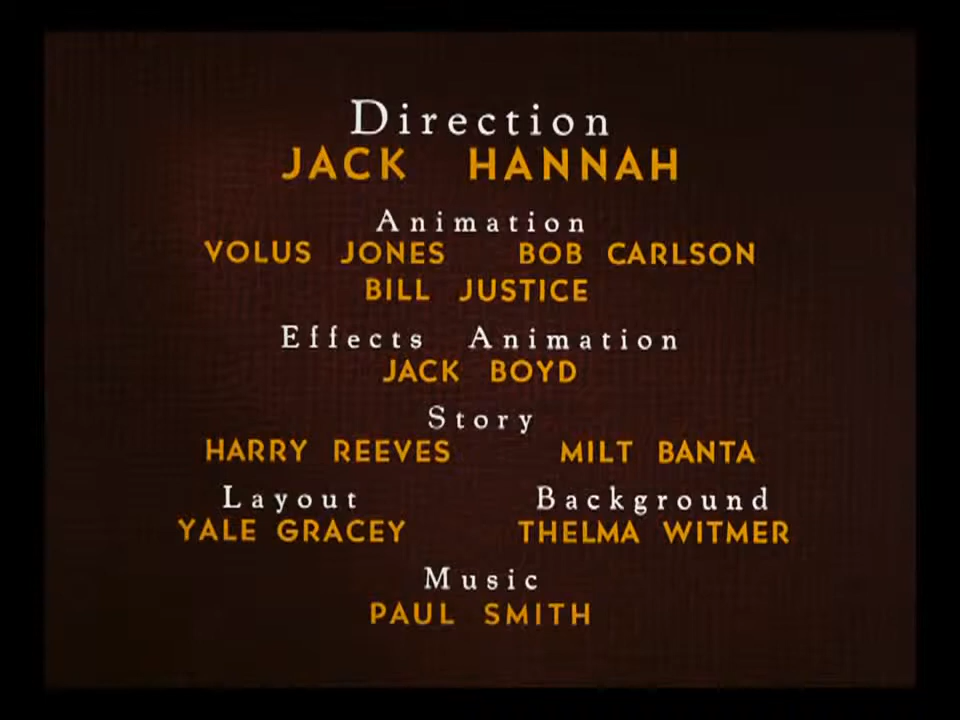 Direction
JACK HANNAH
Animation
VOLUS JONES BOB CARLSON
BILL JUSTICE
Effects Animation
JACK BOYD
Story
HARRY REEVES MILT BANTA
Layout Background
YALE GRACEY THELMA WITMER
Music
PAUL SMITH